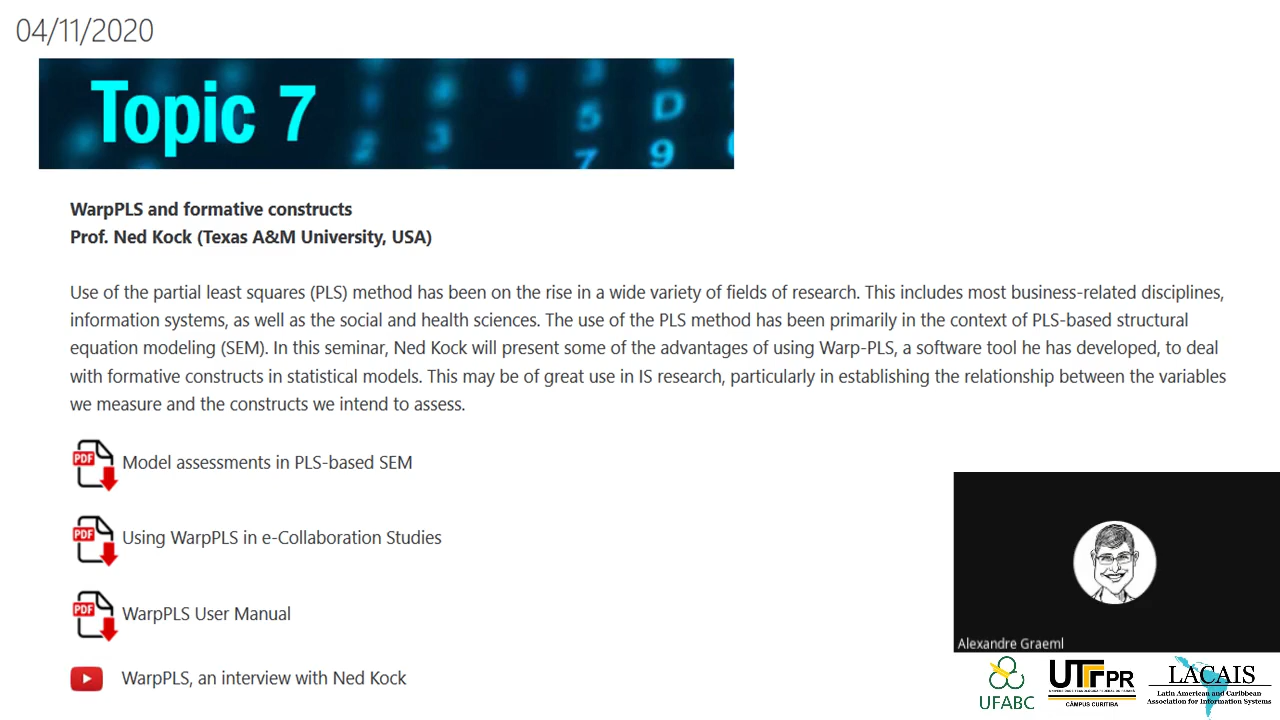 04/11/2020
Topic 7
WarpPLS and formative constructs
Prof. Ned Kock (Texas A&M University, USA)
Use of the partial least squares (PLS) method has been on the rise in a wide variety of fields of research. This includes most business-related disciplines,
information systems, as well as the social and health sciences. The use of the PLS method has been primarily in the context of PLS-based structural
equation modeling (SEM). In this seminar, Ned Kock will present some of the advantages of using Warp-PLS, a software tool he has developed, to deal
with formative constructs in statistical models. This may be of great use in IS research, particularly in establishing the relationship between the variables
we measure and the constructs we intend to assess.
PDF Model assessments in PLS-based SEM
PDF Using WarpPLS in e-Collaboration Studies
PDF WarpPLS User Manual
WarpPLS, an interview with Ned Kock
Alexandre Graeml
UFABC
UTFPR
CÂMPUS CURITIBA
LACAIS
Latin American and Caribbean
Association for Information Systems